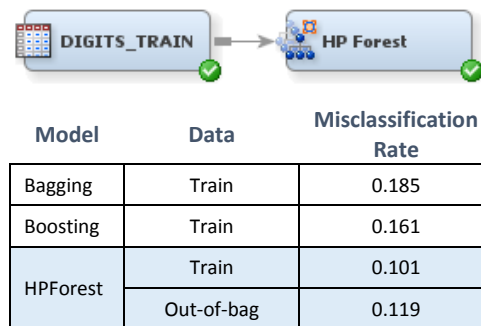 DIGITS_TRAIN
HP Forest
Model Data Misclassification
Rate
Bagging Train 0.185
Boosting Train 0.161
HPForest Train 0.101
Out-of-bag 0.119